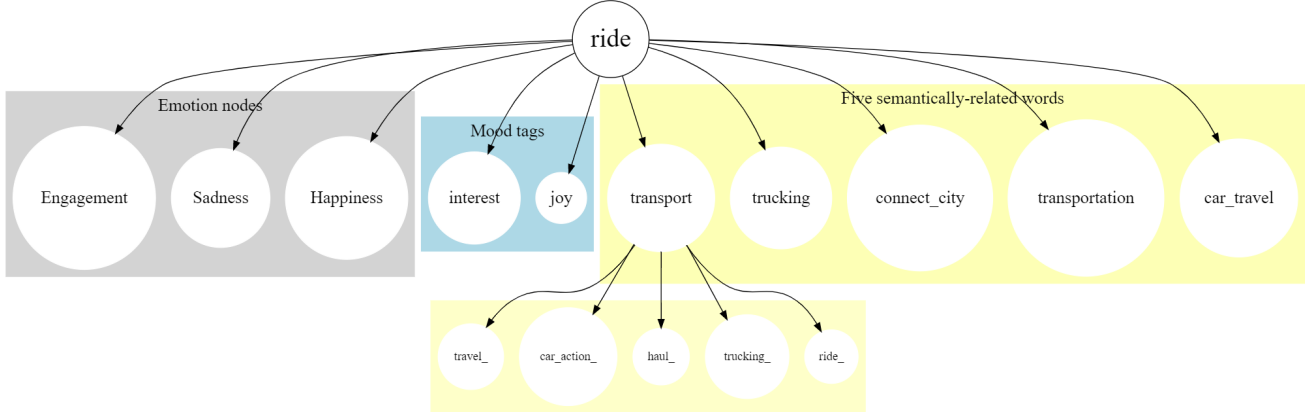 ride
Emotion nodes
Mood tags
Five semantically-related words
Engagement
Sadness
Happiness
interest
joy
transport
trucking
connect_city
transportation
car_travel
travel_
car_action_
haul_
trucking_
ride_